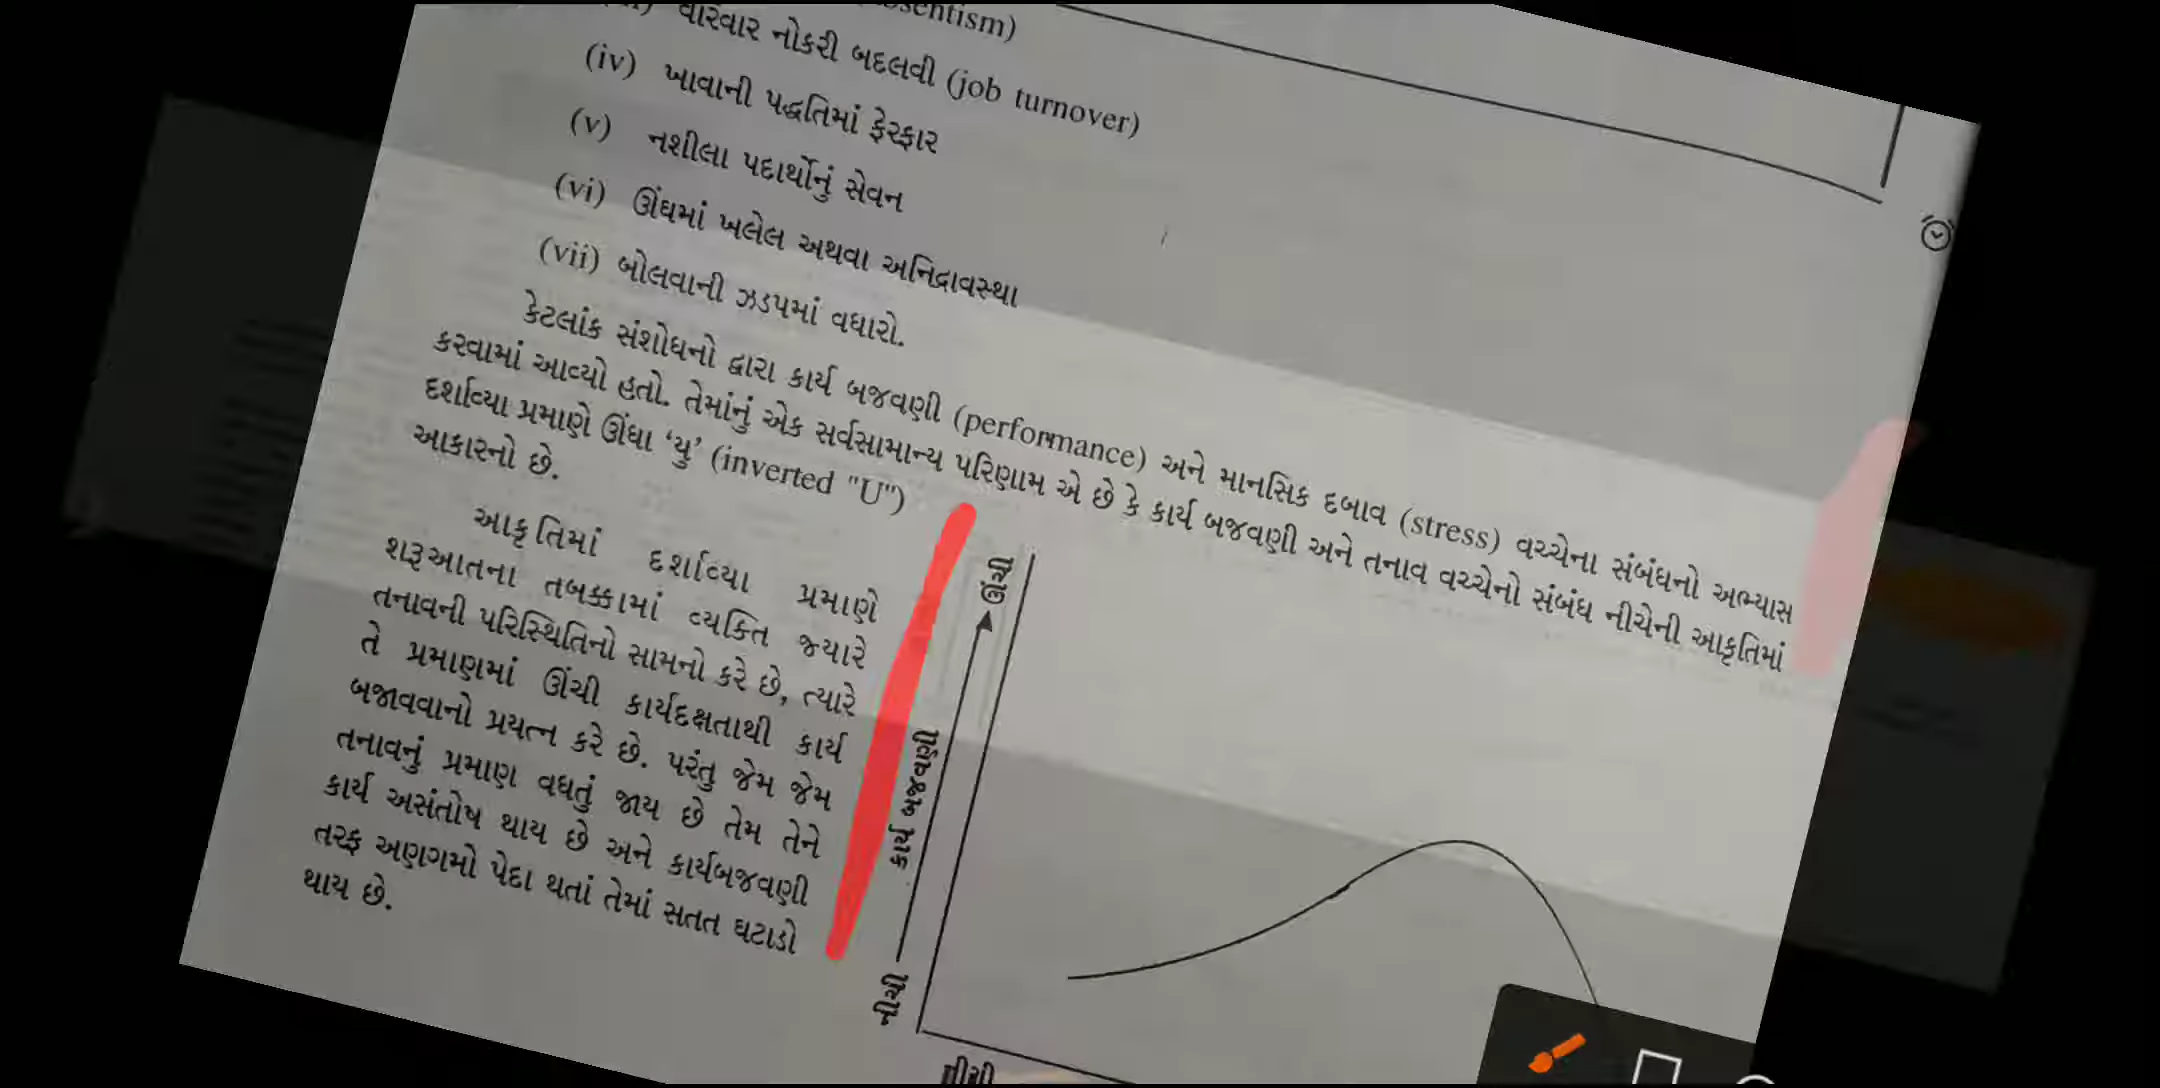 વારંવાર નોકરી બદલવી (job turnover)
(iv) ખાવાની પદ્ધતિમાં ફેરફાર
(v) નશીલા પદાર્થોનું સેવન
(vi) ઊંઘમાં ખલેલ અથવા અનિદ્રાવસ્થા
(vii) બોલવાની ઝડપમાં વધારો.
કેટલાંક સંશોધનો દ્વારા કાર્ય બજવણી (performance) અને માનસિક દબાવ (stress) વચ્ચેના સંબંધનો અભ્યાસ
કરવામાં આવ્યો હતો. તેમાંનું એક સર્વસામાન્ય પરિણામ એ છે કે કાર્ય બજવણી અને તનાવ વચ્ચેનો સંબંધ નીચેની આકૃતિમાં
દર્શાવ્યા પ્રમાણે ઊંધા ‘યુ’ (inverted "U")
આકારનો છે.
આકૃતિમાં દર્શાવ્યા પ્રમાણે
શરૂઆતના તબક્કામાં વ્યક્તિ જ્યારે
તનાવની પરિસ્થિતિનો સામનો કરે છે, ત્યારે
તે પ્રમાણમાં ઊંચી કાર્યદક્ષતાથી કાર્ય
બજાવવાનો પ્રયત્ન કરે છે. પરંતુ જેમ જેમ
તનાવનું પ્રમાણ વધતું જાય છે તેમ તેને
કાર્ય અસંતોષ થાય છે અને કાર્યબજવણી
તરફ અણગમો પેદા થતાં તેમાં સતત ઘટાડો
થાય છે.
ઊંચી
કાર્ય બજવણી
નીચી